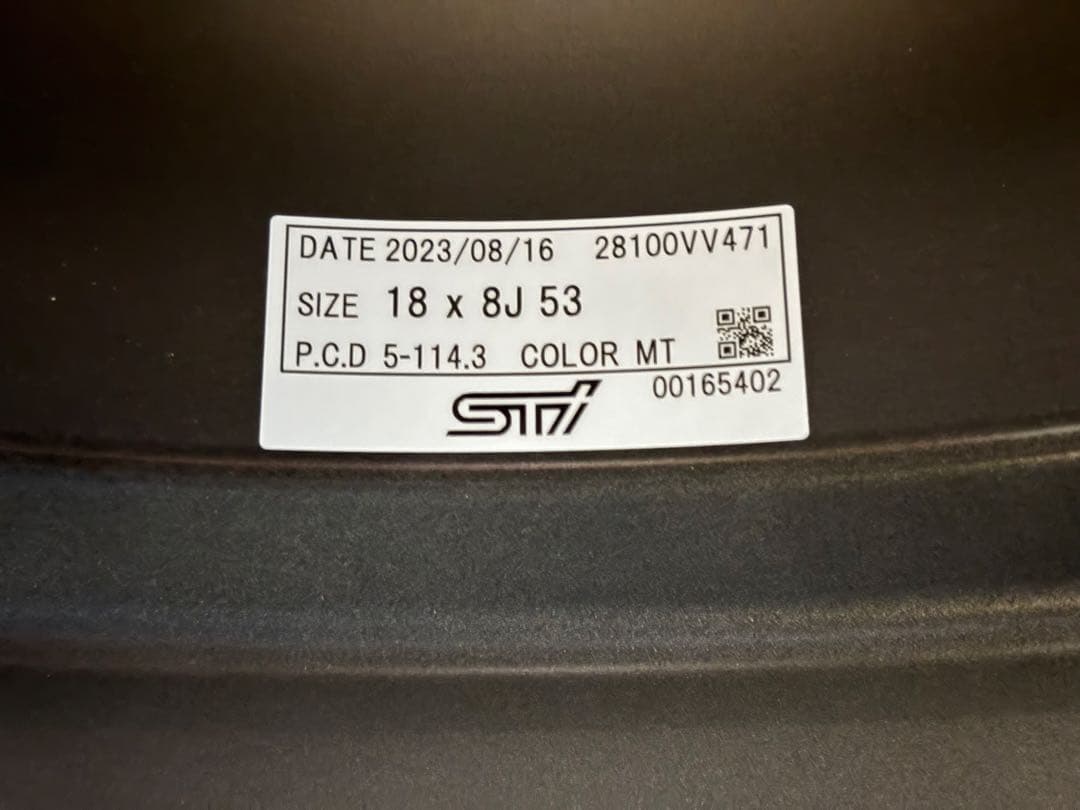 DATE 2023/08/16 28100VV471
SIZE 18 x 8J 53
P.C.D 5-114.3 COLOR MT
00165402
STi